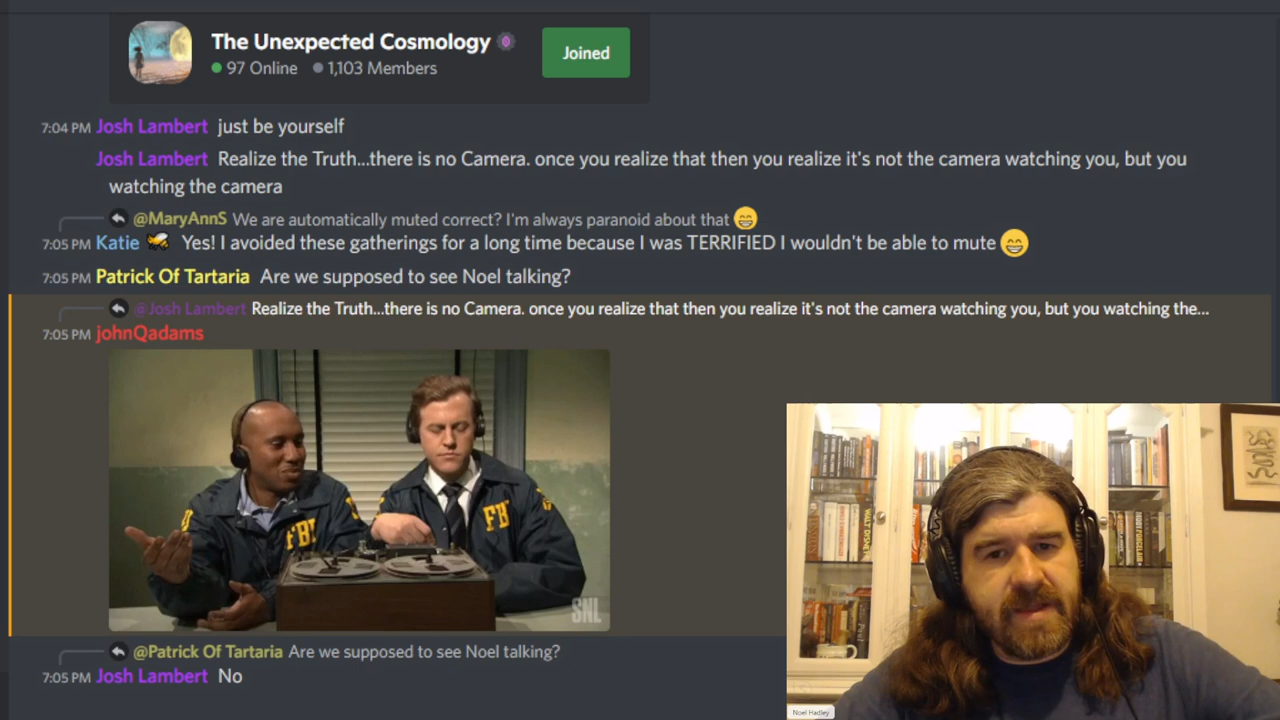 The Unexpected Cosmology
97 Online 1,103 Members
Joined
7:04 PM Josh Lambert just be yourself
Josh Lambert Realize the Truth...there is no Camera. once you realize that then you realize it's not the camera watching you, but you
watching the camera
@MaryAnnS We are automatically muted correct? I'm always paranoid about that 😁
7:05 PM Katie Yes! I avoided these gatherings for a long time because I was TERRIFIED I wouldn't be able to mute 😁
7:05 PM Patrick Of Tartaria Are we supposed to see Noel talking?
@Josh Lambert Realize the Truth...there is no Camera. once you realize that then you realize it's not the camera watching you, but you watching the...
7:05 PM johnQadams
FBI
FB
SNL
WALT DISNEY
@Patrick Of Tartaria Are we supposed to see Noel talking?
7:05 PM Josh Lambert No
Noel Hadley